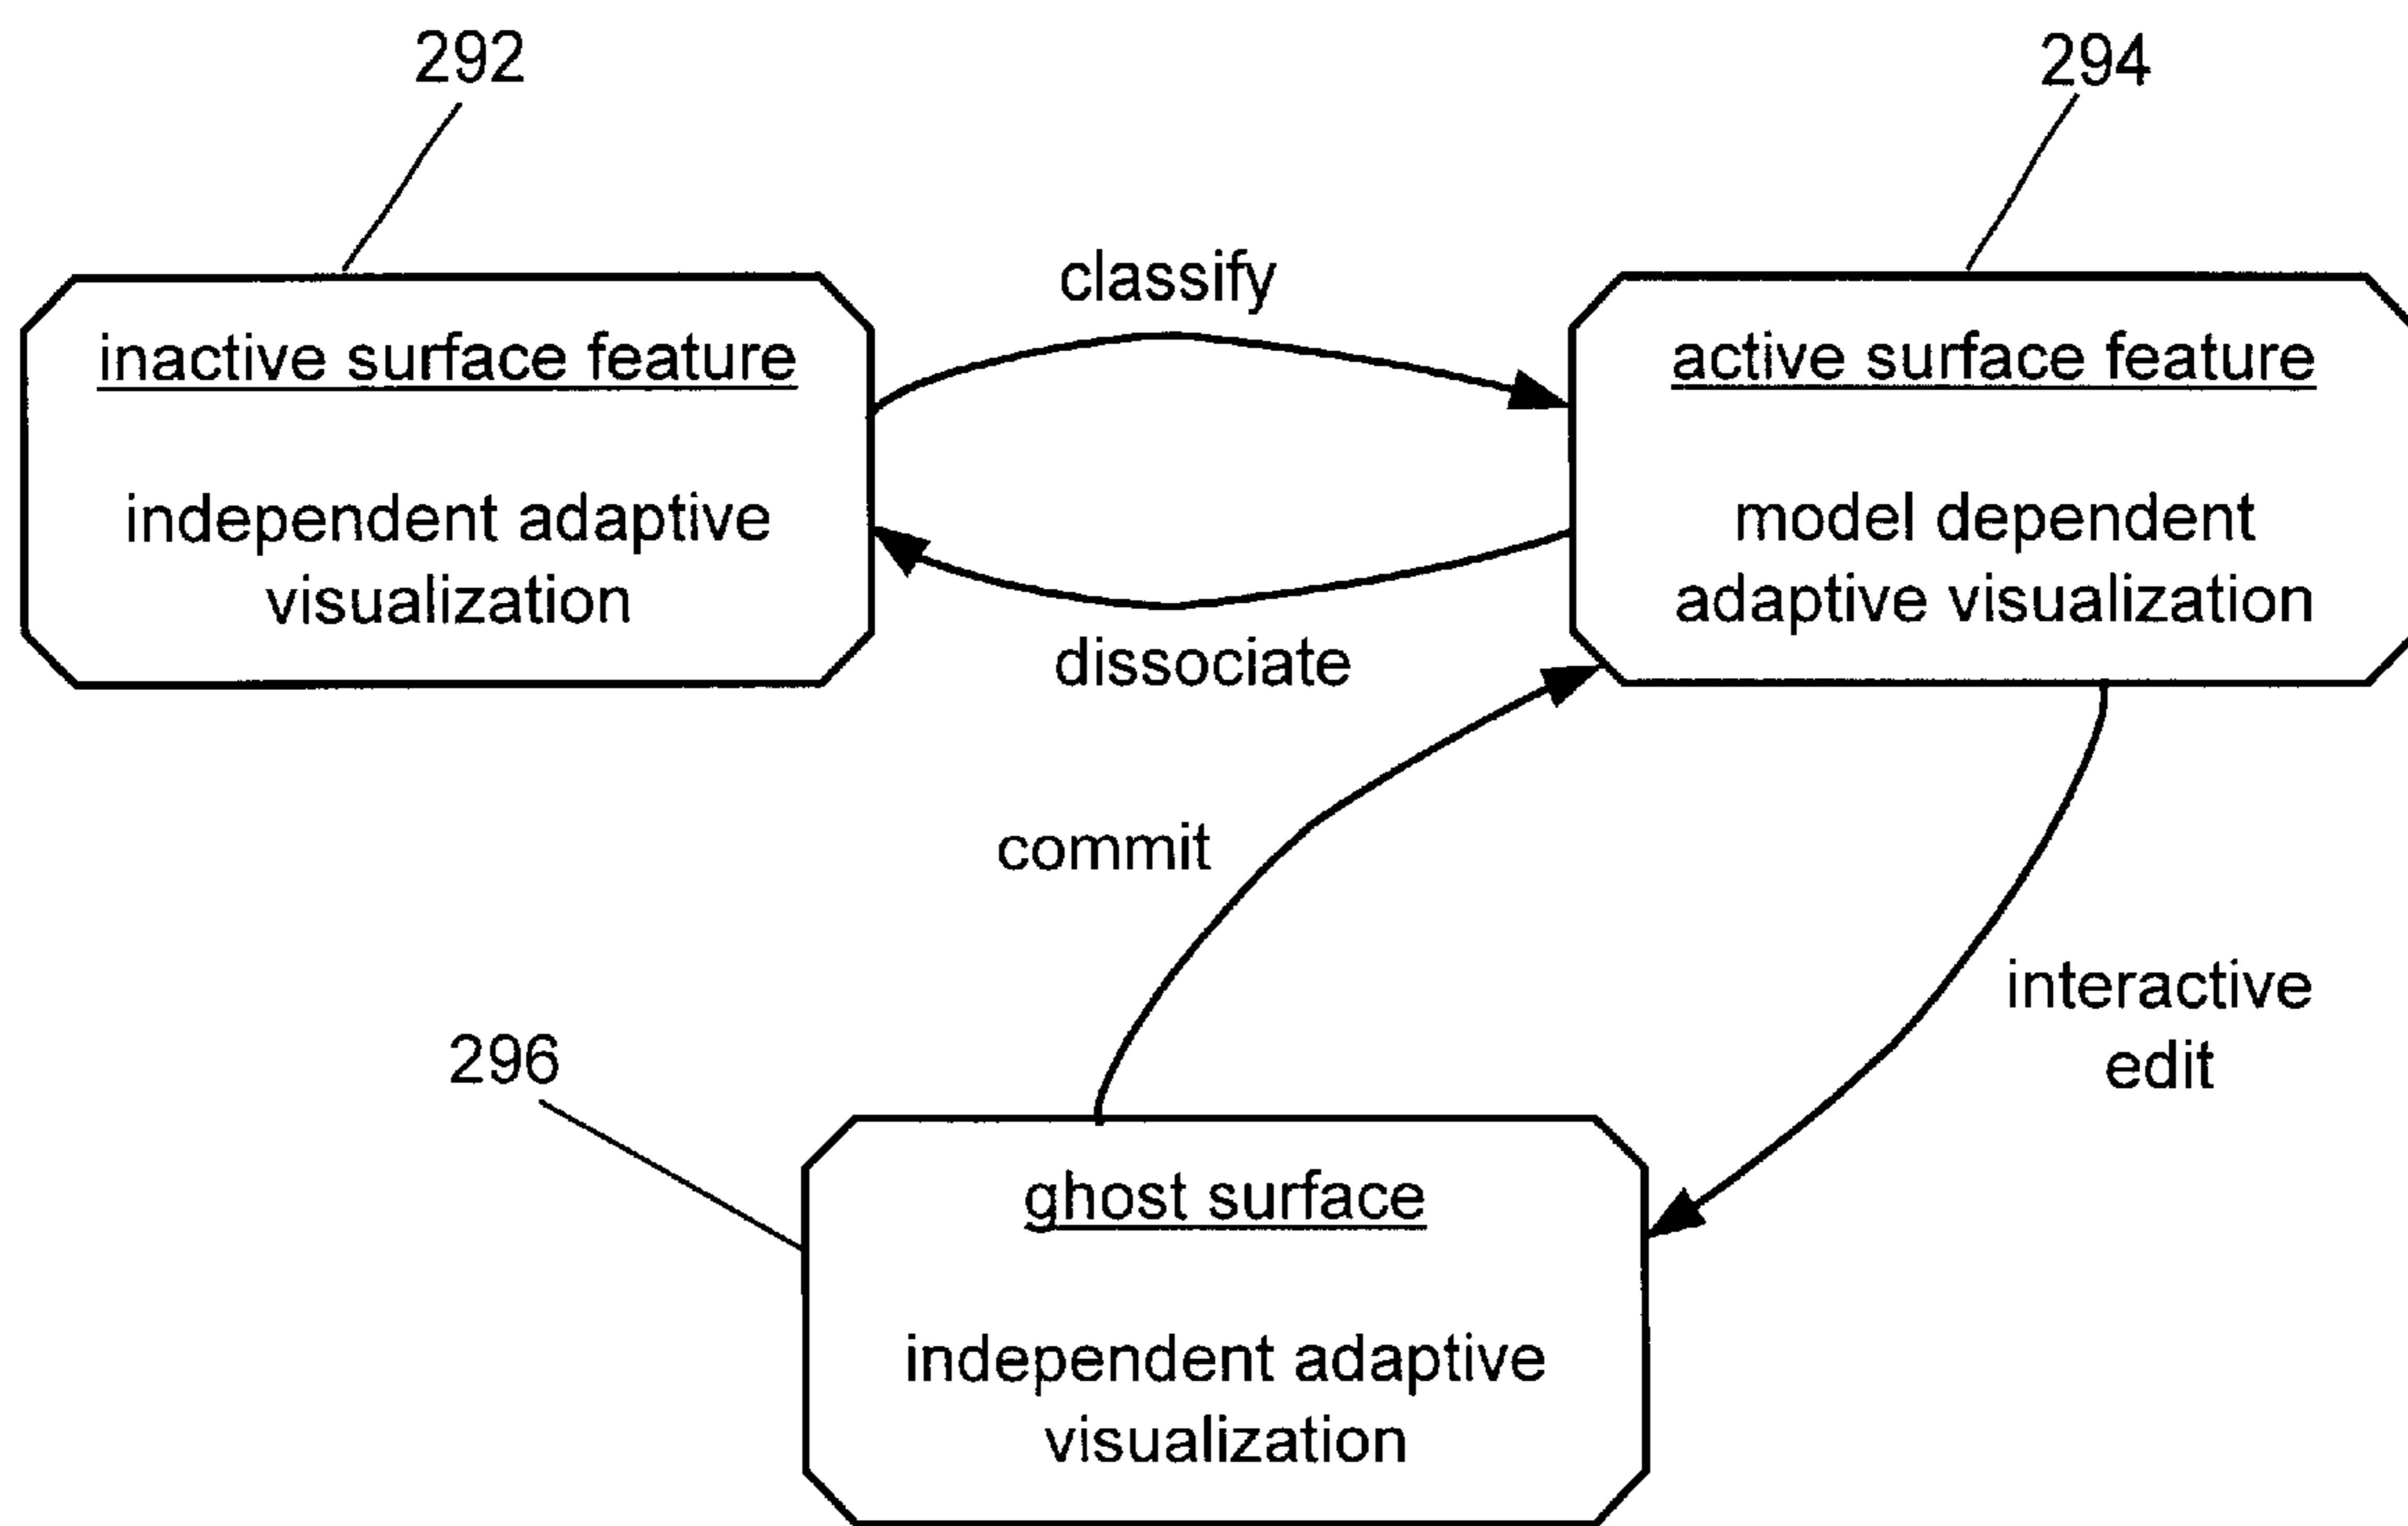 292
294
classify
inactive surface feature
independent adaptive
visualization
active surface feature
model dependent
adaptive visualization
dissociate
commit
interactive
edit
296
ghost surface
independent adaptive
visualization